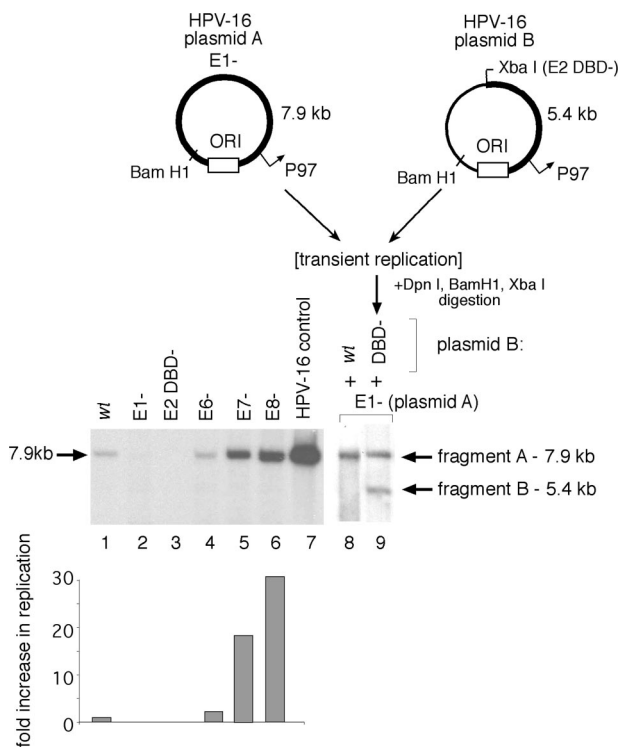 HPV-16
plasmid A
E1-
7.9 kb
ORI
Bam H1
P97
HPV-16
plasmid B
Xba I (E2 DBD-)
5.4 kb
ORI
Bam H1
P97
[transient replication]
+Dpn I, BamH1, Xba I
digestion
plasmid B:
wt
E1-
E2 DBD-
E6-
E7-
E8-
HPV-16 control
+ wt
+ DBD-
E1- (plasmid A)
7.9kb
fragment A - 7.9 kb
fragment B - 5.4 kb
1 2 3 4 5 6 7 8 9
fold increase in replication
30
20
10
0